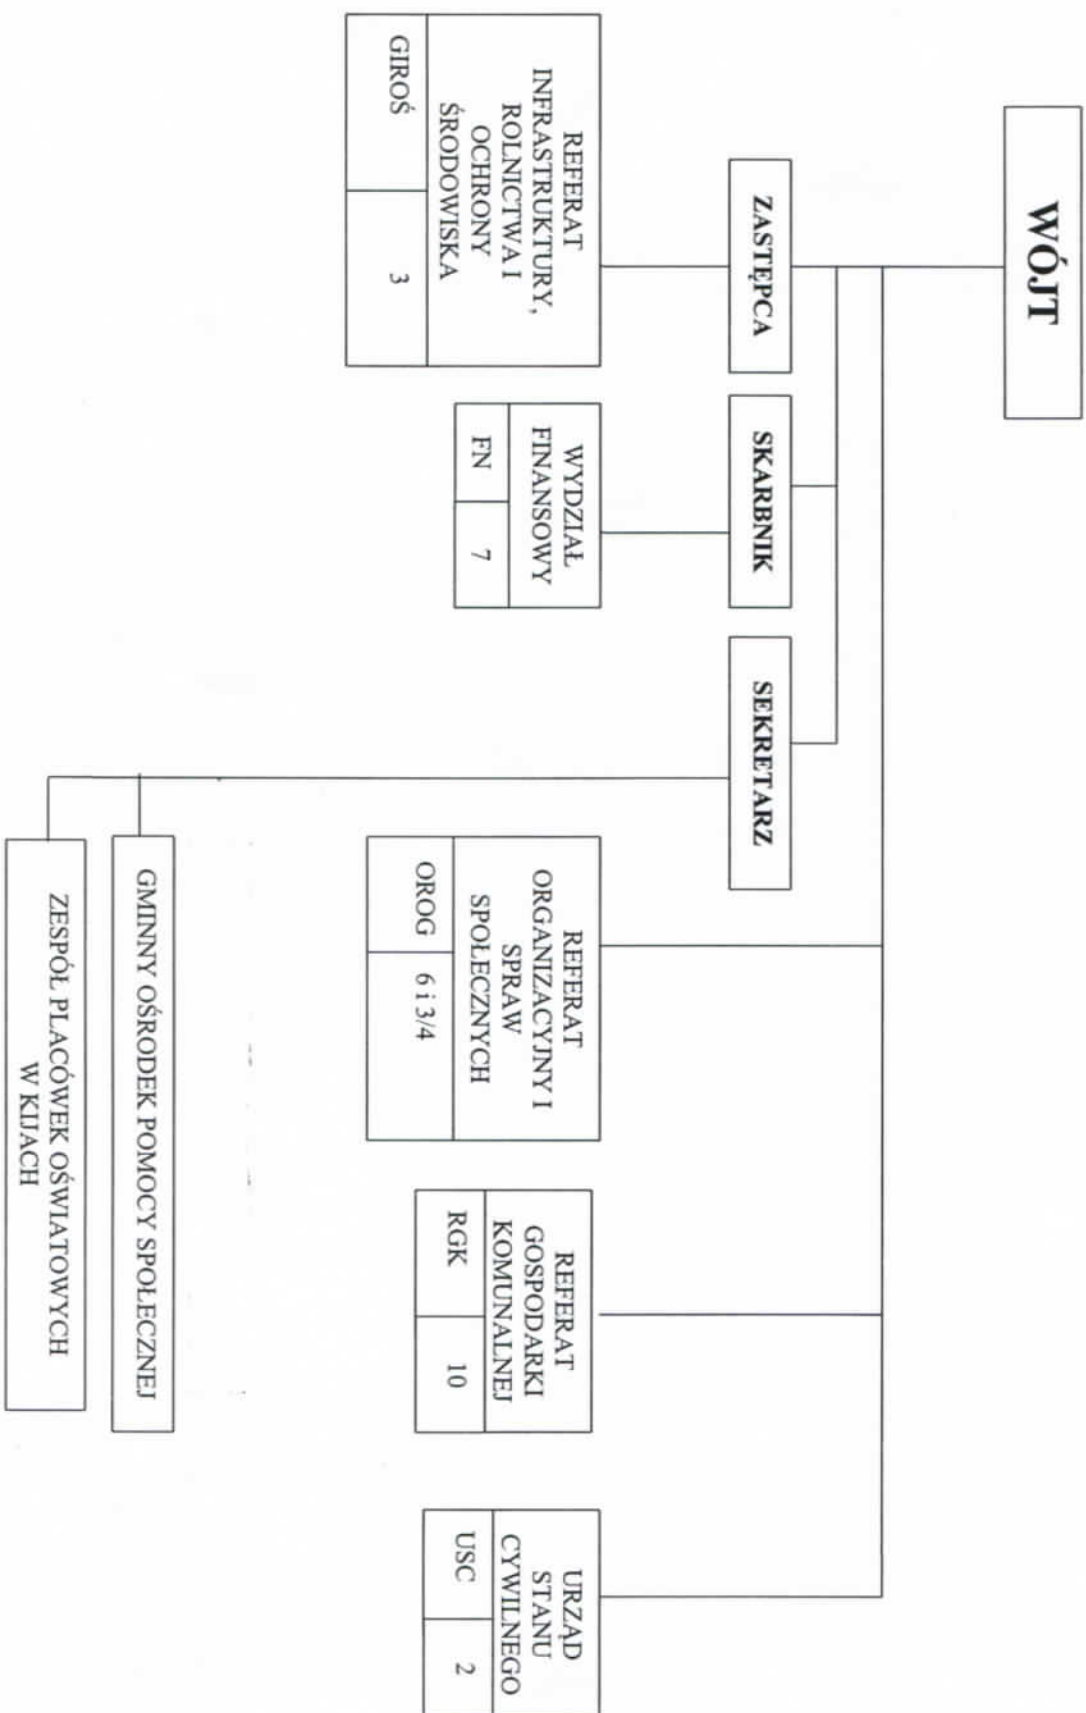 WÓJT
ZASTĘPCA
SKARBNIK
SEKRETARZ
REFERAT
INFRASTRUKTURY,
ROLNICTWA I
OCHRONY
ŚRODOWISKA
GIROŚ 3
WYDZIAŁ
FINANSOWY
FN 7
REFERAT
ORGANIZACYJNY I
SPRAW
SPOŁECZNYCH
OROG 6 i 3/4
REFERAT
GOSPODARKI
KOMUNALNEJ
RGK 10
URZĄD
STANU
CYWILNEGO
USC 2
GMINNY OŚRODEK POMOCY SPOŁECZNEJ
ZESPÓŁ PLACÓWEK OŚWIATOWYCH
W KIJACH